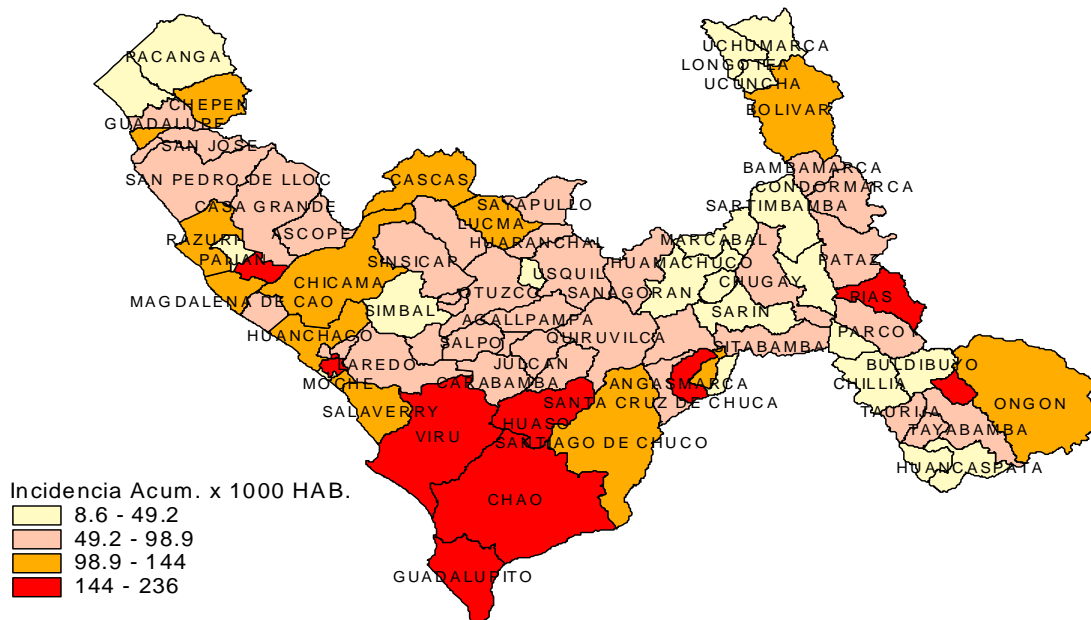 UCHUMARCA
PACANGA
LONGOTEA
UCUNCHA
CHEPEN
BOLIVAR
GUADALUPE
SAN JOSE
BAMBAMARCA
SAN PEDRO DE LLOC
CASCAS
CONDORMARCA
CASA GRANDE
SAYAPULLO
SARTIMBAMBA
LUCMA
RAZURI
ASCOPE
HUARANCHAL
MARCABAL
PAIJAN
SINSICAP
HUAMACHUCO
PATAZ
CHICAMA
USQUIL
CHUGAY
MAGDALENA DE CAO
OTUZCO
SANAGORAN
PIAS
SIMBAL
AGALLPAMPA
SARIN
HUANCHACO
SALPO
QUIRUVILCA
SITABAMBA
PARCOY
LAREDO
JULCAN
BULDIBUYO
MOCHE
CARABAMBA
ANGASMARCA
CHILLIA
SALAVERRY
HUASO
SANTA CRUZ DE CHUCA
TAURIJA
ONGON
VIRU
SANTIAGO DE CHUCO
TAYABAMBA
HUANCASPATA
CHAO
GUADALUPITO
Incidencia Acum. x 1000 HAB.
8.6 - 49.2
49.2 - 98.9
98.9 - 144
144 - 236